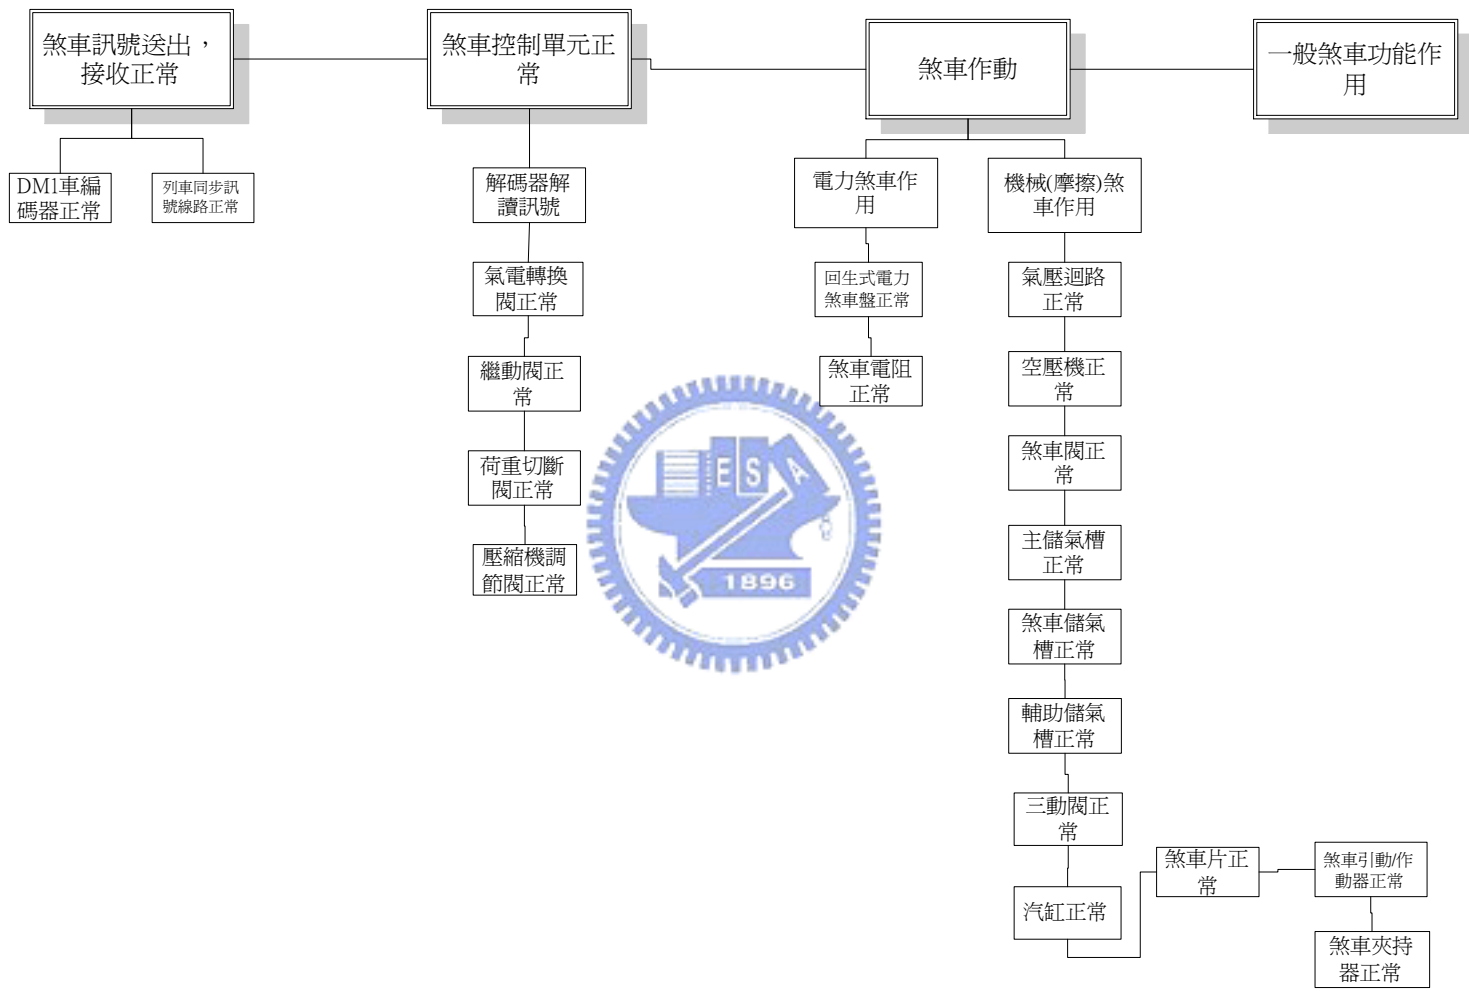 煞車訊號送出，
接收正常
煞車控制單元正
常
煞車作動
一般煞車功能作
用
DM1車編
碼器正常
列車同步訊
號線路正常
解碼器解
讀訊號
氣電轉換
閥正常
繼動閥正
常
荷重切斷
閥正常
壓縮機調
節閥正常
電力煞車作
用
回生式電力
煞車盤正常
煞車電阻
正常
機械(摩擦)煞
車作用
氣壓迴路
正常
空壓機正
常
煞車閥正
常
主儲氣槽
正常
煞車儲氣
槽正常
輔助儲氣
槽正常
三動閥正
常
汽缸正常
煞車片正
常
煞車引動/作
動器正常
煞車夾持
器正常
E S A
1896